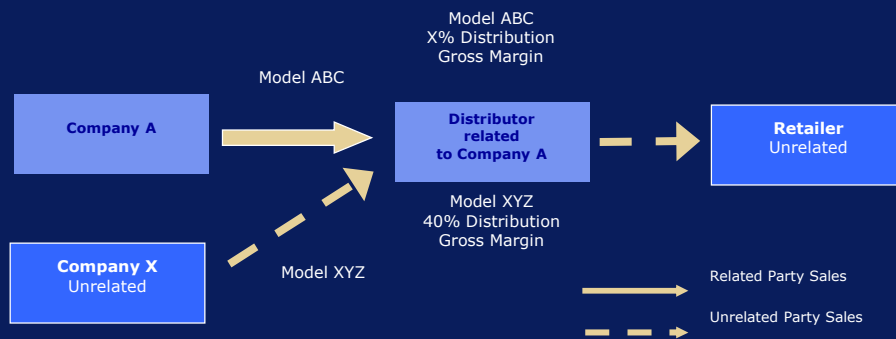 Model ABC
X% Distribution
Gross Margin
Model ABC
Company A
Distributor
related
to Company A
Retailer
Unrelated
Model XYZ
40% Distribution
Gross Margin
Company X
Unrelated
Model XYZ
Related Party Sales
Unrelated Party Sales